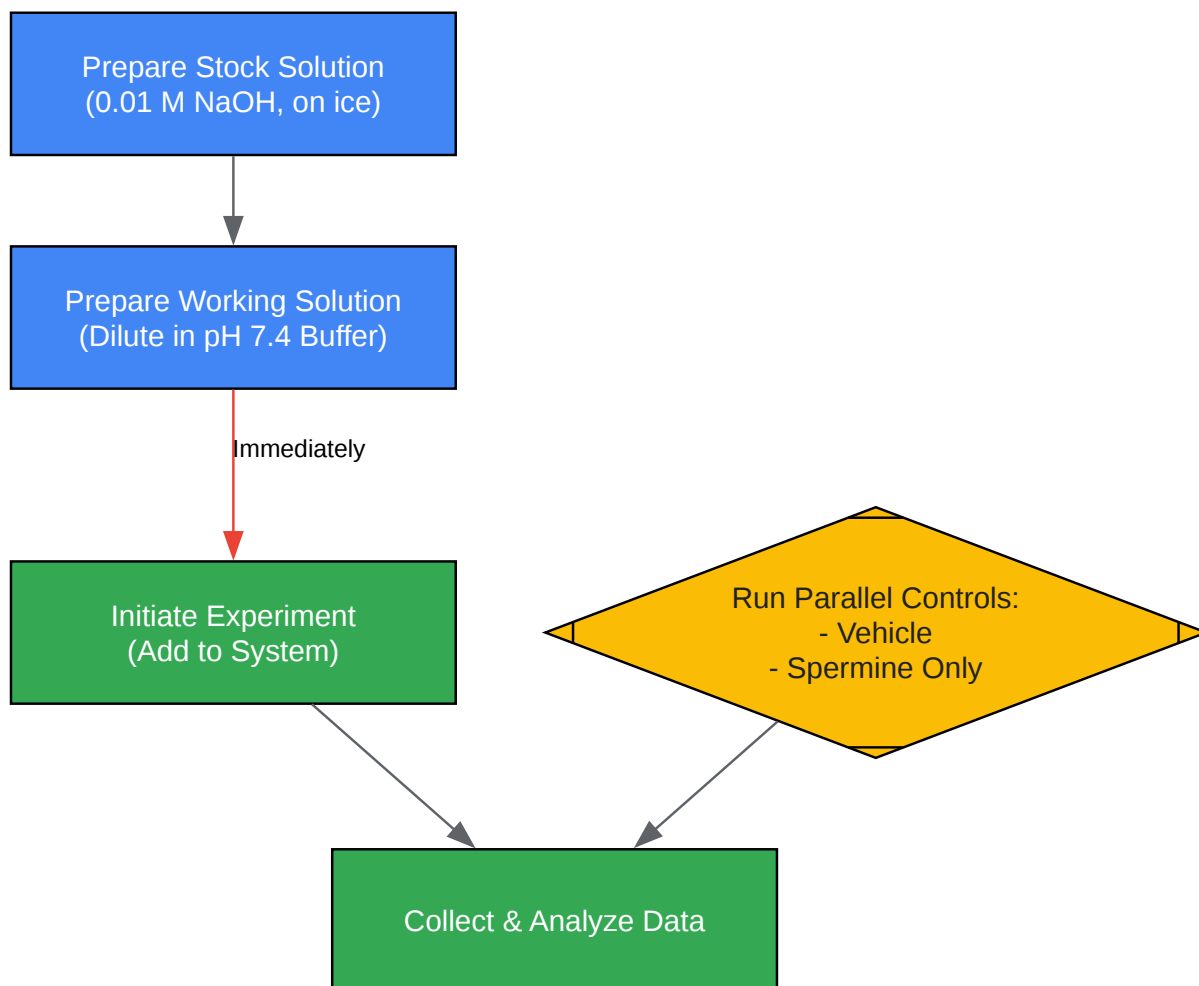 Prepare Stock Solution
(0.01 M NaOH, on ice)
Prepare Working Solution
(Dilute in pH 7.4 Buffer)
Immediately
Initiate Experiment
(Add to System)
Run Parallel Controls:
- Vehicle
- Spermine Only
Collect & Analyze Data